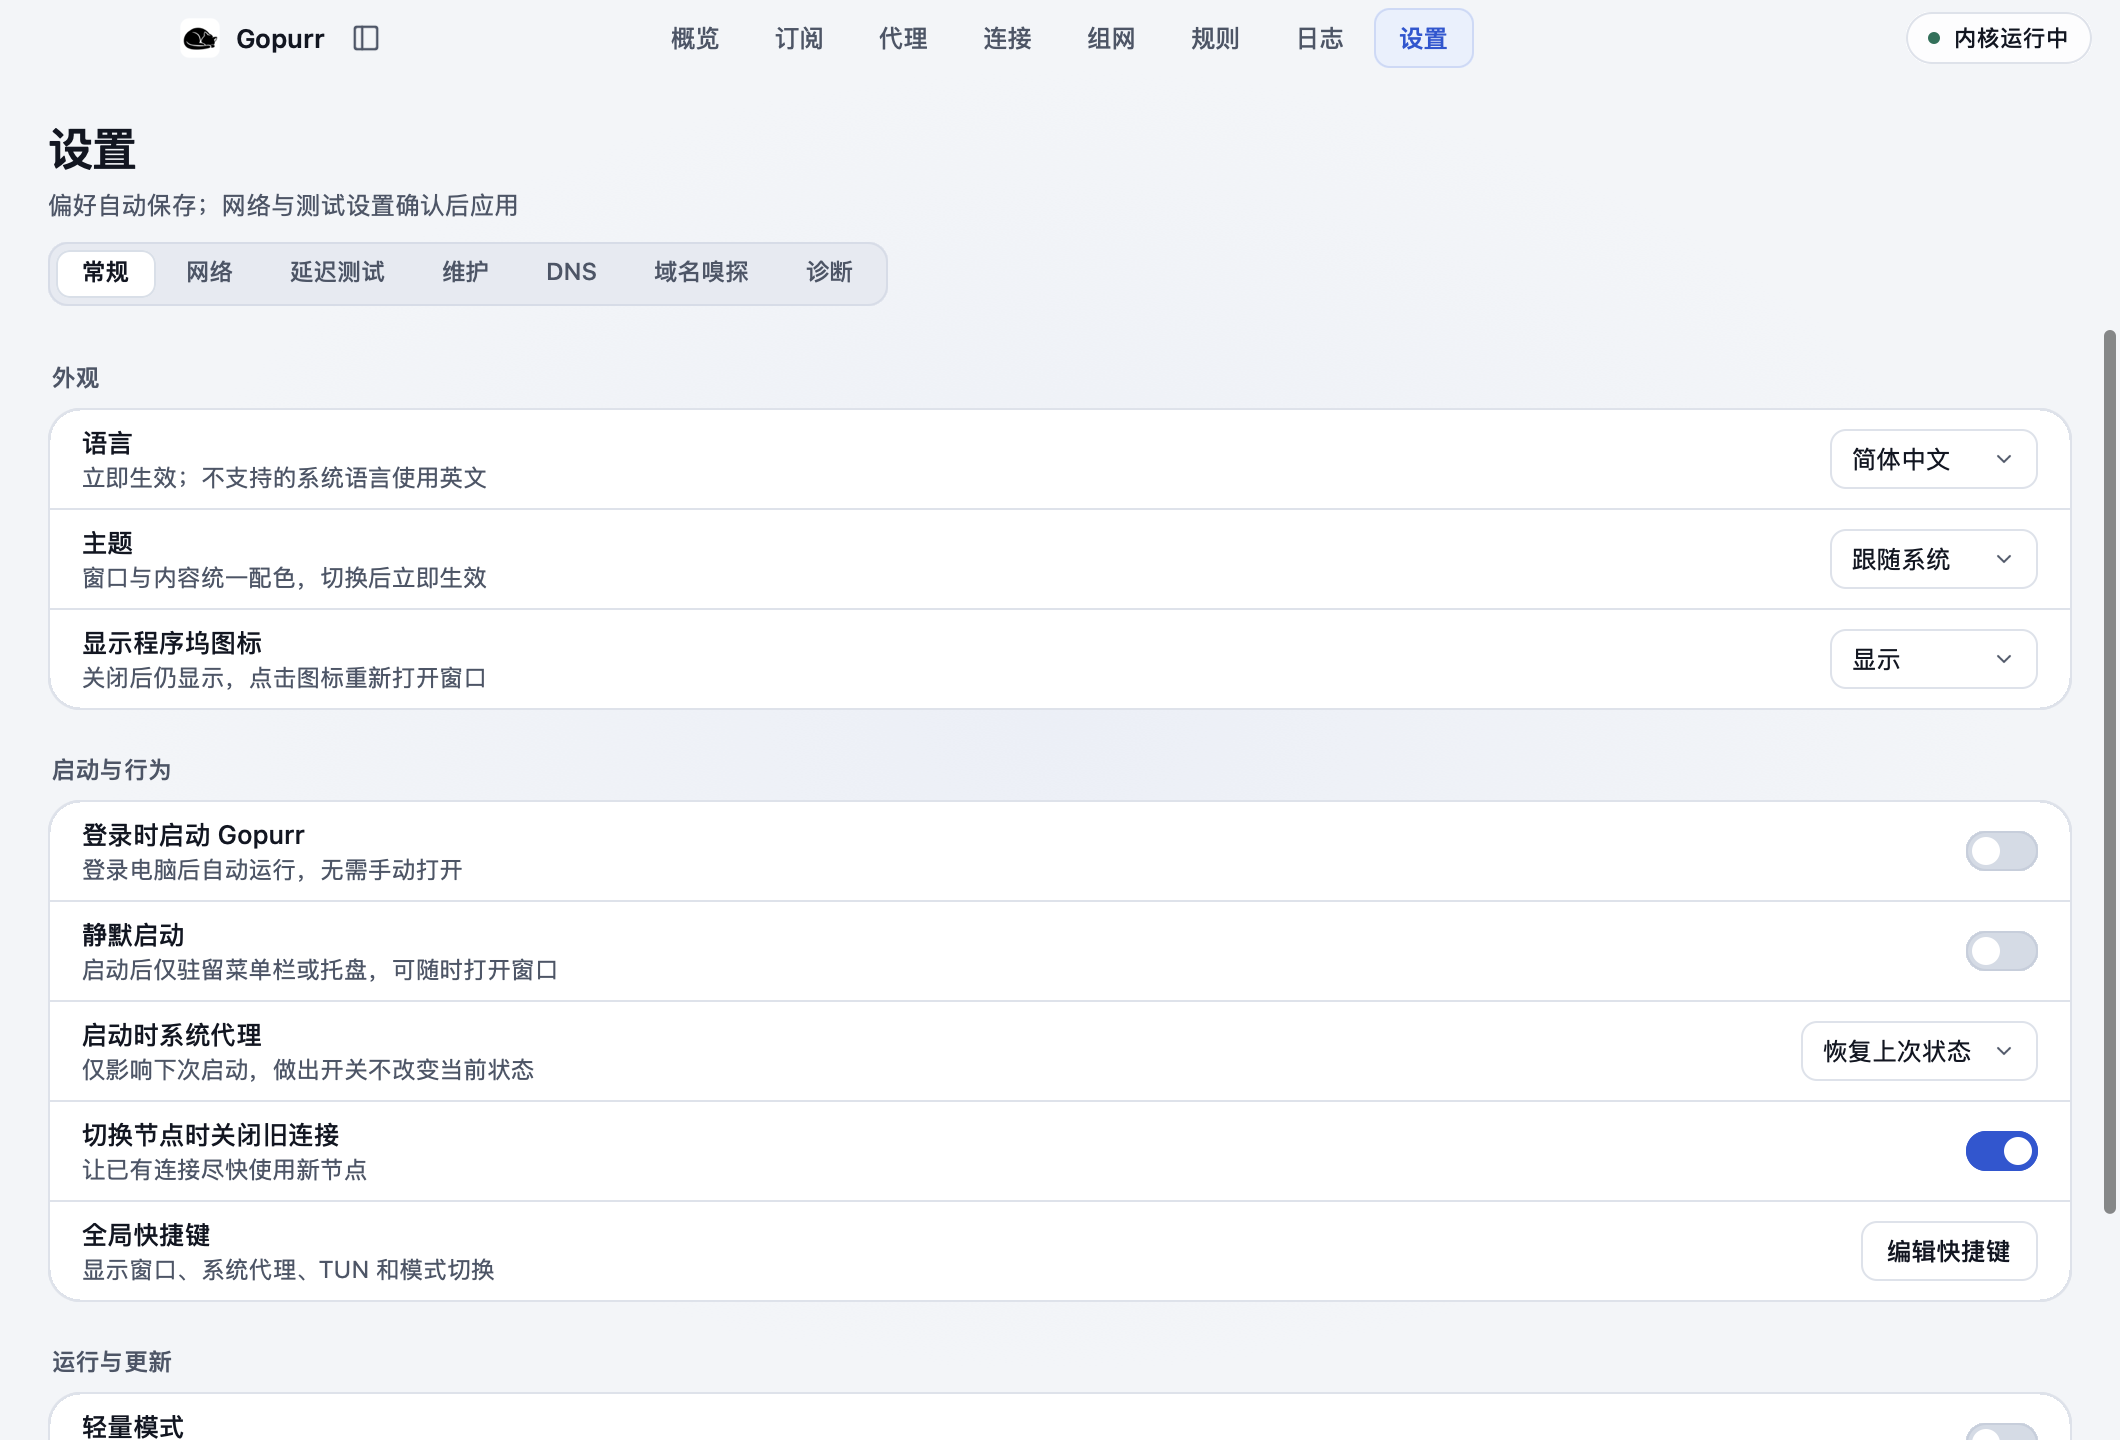 Gopurr
概览 订阅 代理 连接 组网 规则 日志 设置
内核运行中
设置
偏好自动保存；网络与测试设置确认后应用
常规 网络 延迟测试 维护 DNS 域名嗅探 诊断
外观
语言
立即生效；不支持的系统语言使用英文
简体中文
主题
窗口与内容统一配色，切换后立即生效
跟随系统
显示程序坞图标
关闭后仍显示，点击图标重新打开窗口
显示
启动与行为
登录时启动 Gopurr
登录电脑后自动运行，无需手动打开
静默启动
启动后仅驻留菜单栏或托盘，可随时打开窗口
启动时系统代理
仅影响下次启动，做出开关不改变当前状态
恢复上次状态
切换节点时关闭旧连接
让已有连接尽快使用新节点
全局快捷键
显示窗口、系统代理、TUN 和模式切换
编辑快捷键
运行与更新
轻量模式